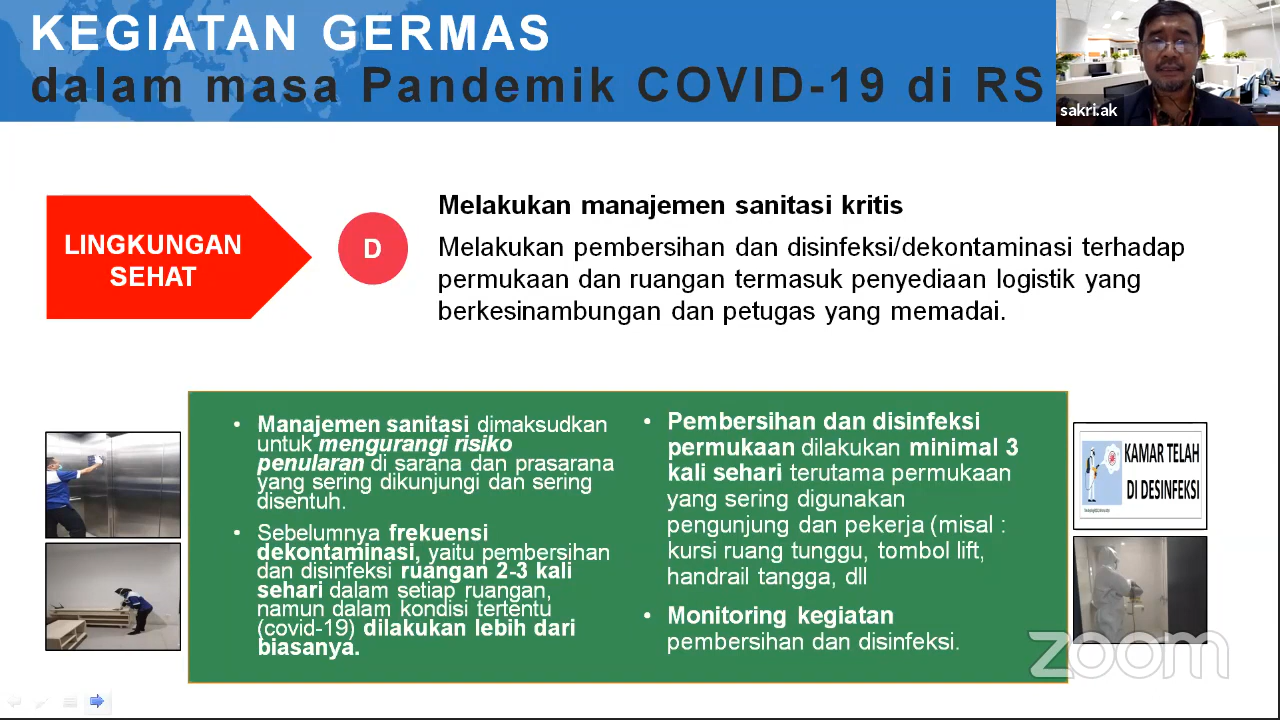 KEGIATAN GERMAS
dalam masa Pandemik COVID-19 di RS
sakri.ak
LINGKUNGAN
SEHAT
D
Melakukan manajemen sanitasi kritis
Melakukan pembersihan dan disinfeksi/dekontaminasi terhadap
permukaan dan ruangan termasuk penyediaan logistik yang
berkesinambungan dan petugas yang memadai.
• Manajemen sanitasi dimaksudkan
untuk mengurangi risiko
penularan di sarana dan prasarana
yang sering dikunjungi dan sering
disentuh.
• Sebelumnya frekuensi
dekontaminasi, yaitu pembersihan
dan disinfeksi ruangan 2-3 kali
sehari dalam setiap ruangan,
namun dalam kondisi tertentu
(covid-19) dilakukan lebih dari
biasanya.
• Pembersihan dan disinfeksi
permukaan dilakukan minimal 3
kali sehari terutama permukaan
yang sering digunakan
pengunjung dan pekerja (misal :
kursi ruang tunggu, tombol lift,
handrail tangga, dll
• Monitoring kegiatan
pembersihan dan disinfeksi.
KAMAR TELAH
DI DESINFEKSI
zoom